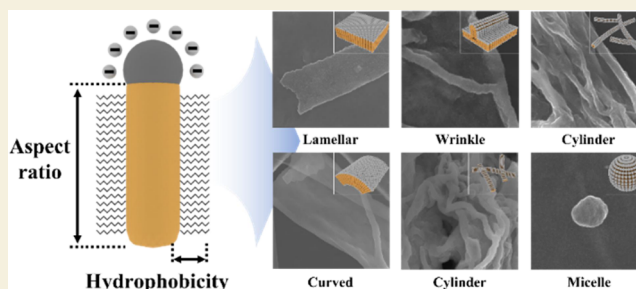 Aspect
ratio
Hydrophobicity
Lamellar Wrinkle Cylinder
Curved Cylinder Micelle